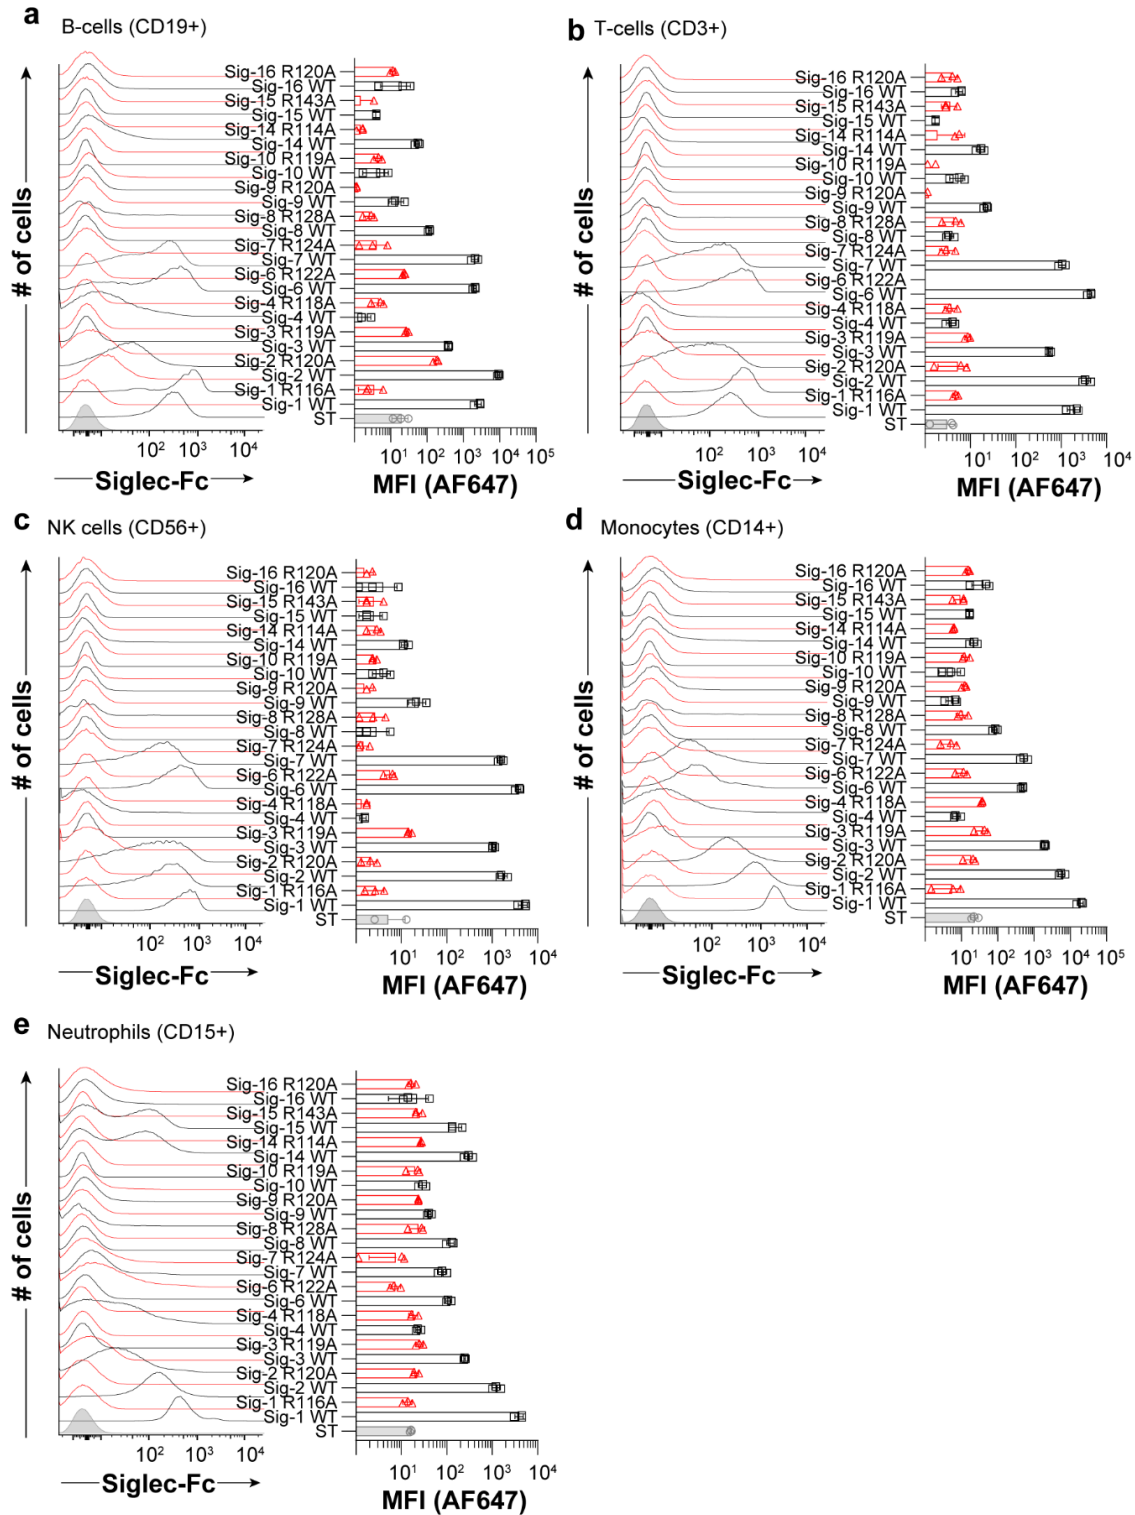 a
B-cells (CD19+)
# of cells
Sig-16 R120A
Sig-16 WT
Sig-15 R143A
Sig-15 WT
Sig-14 R114A
Sig-14 WT
Sig-10 R119A
Sig-10 WT
Sig-9 R120A
Sig-9 WT
Sig-8 R128A
Sig-8 WT
Sig-7 R124A
Sig-7 WT
Sig-6 R122A
Sig-6 WT
Sig-4 R118A
Sig-4 WT
Sig-3 R119A
Sig-3 WT
Sig-2 R120A
Sig-2 WT
Sig-1 R116A
Sig-1 WT
ST
10² 10³
Siglec-Fc
10¹ 10² 10³ 10⁴ 10⁵
MFI (AF647)
b
T-cells (CD3+)
# of cells
Sig-16 R120A
Sig-16 WT
Sig-15 R143A
Sig-15 WT
Sig-14 R114A
Sig-14 WT
Sig-10 R119A
Sig-10 WT
Sig-9 R120A
Sig-9 WT
Sig-8 R128A
Sig-8 WT
Sig-7 R124A
Sig-7 WT
Sig-6 R122A
Sig-6 WT
Sig-4 R118A
Sig-4 WT
Sig-3 R119A
Sig-3 WT
Sig-2 R120A
Sig-2 WT
Sig-1 R116A
Sig-1 WT
ST
10² 10³
Siglec-Fc
10¹ 10² 10³ 10⁴
MFI (AF647)
c
NK cells (CD56+)
# of cells
Sig-16 R120A
Sig-16 WT
Sig-15 R143A
Sig-15 WT
Sig-14 R114A
Sig-14 WT
Sig-10 R119A
Sig-10 WT
Sig-9 R120A
Sig-9 WT
Sig-8 R128A
Sig-8 WT
Sig-7 R124A
Sig-7 WT
Sig-6 R122A
Sig-6 WT
Sig-4 R118A
Sig-4 WT
Sig-3 R119A
Sig-3 WT
Sig-2 R120A
Sig-2 WT
Sig-1 R116A
Sig-1 WT
ST
10² 10³
Siglec-Fc
10¹ 10² 10³ 10⁴
MFI (AF647)
d
Monocytes (CD14+)
# of cells
Sig-16 R120A
Sig-16 WT
Sig-15 R143A
Sig-15 WT
Sig-14 R114A
Sig-14 WT
Sig-10 R119A
Sig-10 WT
Sig-9 R120A
Sig-9 WT
Sig-8 R128A
Sig-8 WT
Sig-7 R124A
Sig-7 WT
Sig-6 R122A
Sig-6 WT
Sig-4 R118A
Sig-4 WT
Sig-3 R119A
Sig-3 WT
Sig-2 R120A
Sig-2 WT
Sig-1 R116A
Sig-1 WT
ST
10² 10³
Siglec-Fc
10¹ 10² 10³ 10⁴ 10⁵
MFI (AF647)
e
Neutrophils (CD15+)
# of cells
Sig-16 R120A
Sig-16 WT
Sig-15 R143A
Sig-15 WT
Sig-14 R114A
Sig-14 WT
Sig-10 R119A
Sig-10 WT
Sig-9 R120A
Sig-9 WT
Sig-8 R128A
Sig-8 WT
Sig-7 R124A
Sig-7 WT
Sig-6 R122A
Sig-6 WT
Sig-4 R118A
Sig-4 WT
Sig-3 R119A
Sig-3 WT
Sig-2 R120A
Sig-2 WT
Sig-1 R116A
Sig-1 WT
ST
10² 10³
Siglec-Fc
10¹ 10² 10³ 10⁴
MFI (AF647)